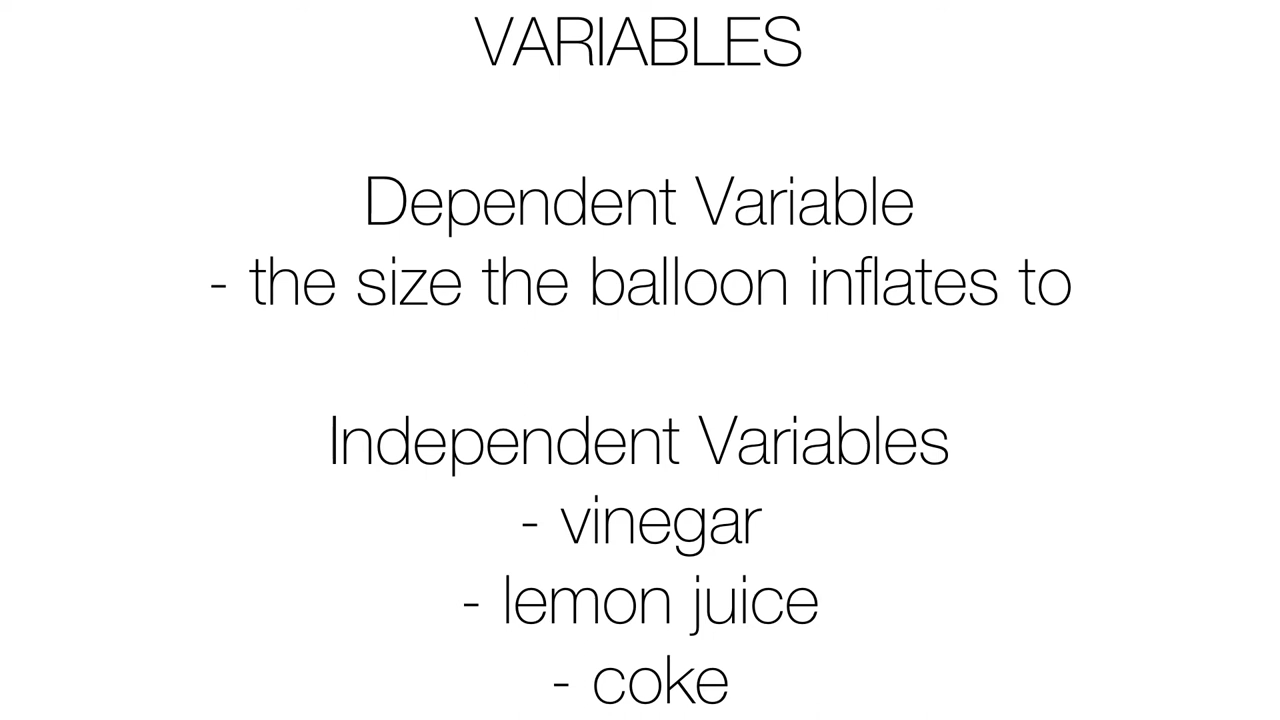 VARIABLES
Dependent Variable
- the size the balloon inflates to
Independent Variables
- vinegar
- lemon juice
- coke